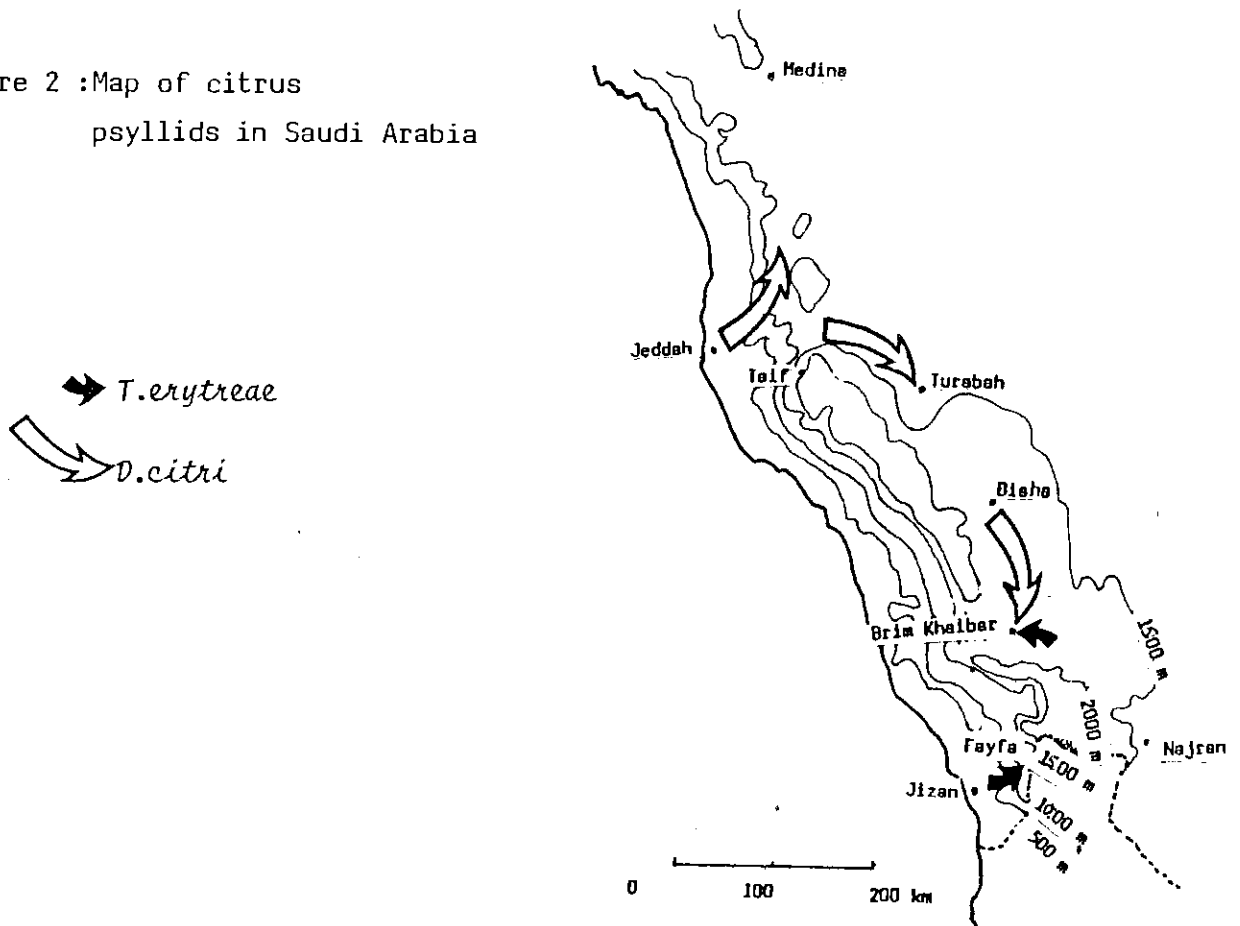 re 2 :Map of citrus
psyllids in Saudi Arabia
Medina
Jeddah
Taif
Turabah
T.erytreae
D.citri
Bisha
Brim Khaibar
1500 m
2000 m
Fayfa
Najran
1500 m
Jizan
1000 m
500 m
0 100 200 km